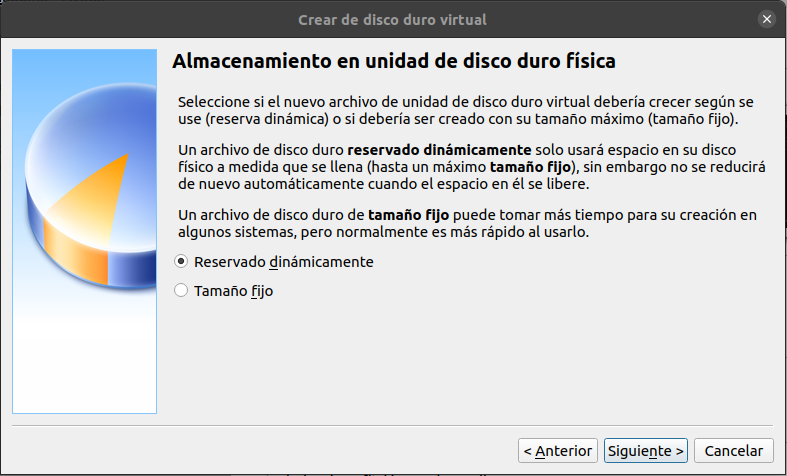 Crear de disco duro virtual
Almacenamiento en unidad de disco duro física
Seleccione si el nuevo archivo de unidad de disco duro virtual debería crecer según se
use (reserva dinámica) o si debería ser creado con su tamaño máximo (tamaño fijo).
Un archivo de disco duro reservado dinámicamente solo usará espacio en su disco
físico a medida que se llena (hasta un máximo tamaño fijo), sin embargo no se reducirá
de nuevo automáticamente cuando el espacio en él se libere.
Un archivo de disco duro de tamaño fijo puede tomar más tiempo para su creación en
algunos sistemas, pero normalmente es más rápido al usarlo.
Reservado dinámicamente
Tamaño fijo
< Anterior
Siguiente >
Cancelar